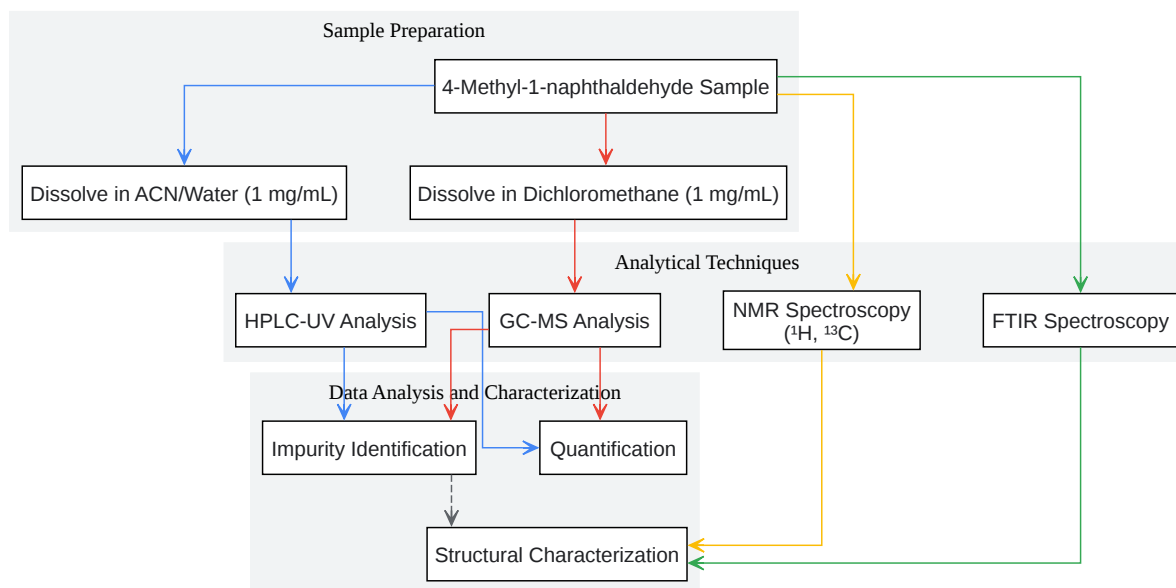 Sample Preparation
4-Methyl-1-naphthaldehyde Sample
Dissolve in ACN/Water (1 mg/mL)
Dissolve in Dichloromethane (1 mg/mL)
Analytical Techniques
HPLC-UV Analysis
GC-MS Analysis
NMR Spectroscopy
(¹H, ¹³C)
FTIR Spectroscopy
Data Analysis and Characterization
Impurity Identification
Quantification
Structural Characterization